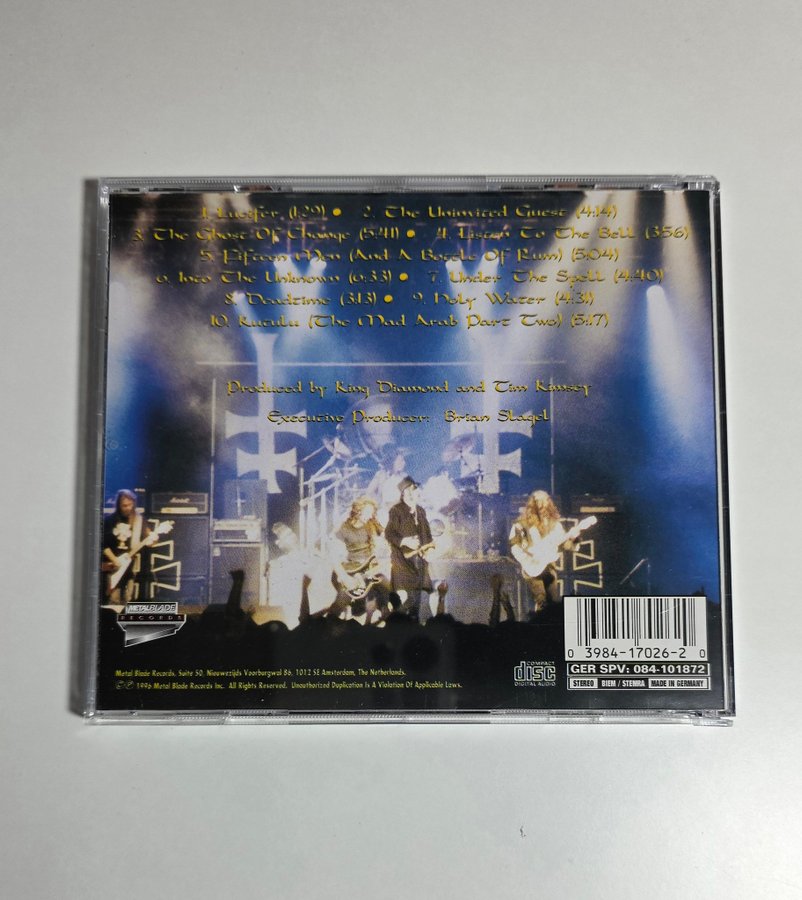 1. Lucifer (1:29) • 2. The Uninvited Guest (4:14)
3. The Ghost Of Change (5:41) • 4. Listen To The Bell (3:56)
5. Fifteen Men (And A Bottle Of Rum) (5:04)
6. Into The Unknown (6:33) • 7. Under The Spell (4:40)
8. Deadtime (3:13) • 9. Holy Water (4:31)
10. Kutulu (The Mad Arab Part Two) (5:17)
Produced by King Diamond and Tim Kimsey
Executive Producer: Brian Slagel
METAL BLADE
RECORDS
Metal Blade Records, Suite 50, Nieuwezijds Voorburgwal 86, 1012 SE Amsterdam, The Netherlands.
℗ © 1996 Metal Blade Records Inc. All Rights Reserved. Unauthorized Duplication Is A Violation Of Applicable Laws.
COMPACT
disc
DIGITAL AUDIO
0 3984-17026-2 0
GER SPV: 084-101872
STEREO BIEM / STEMRA MADE IN GERMANY